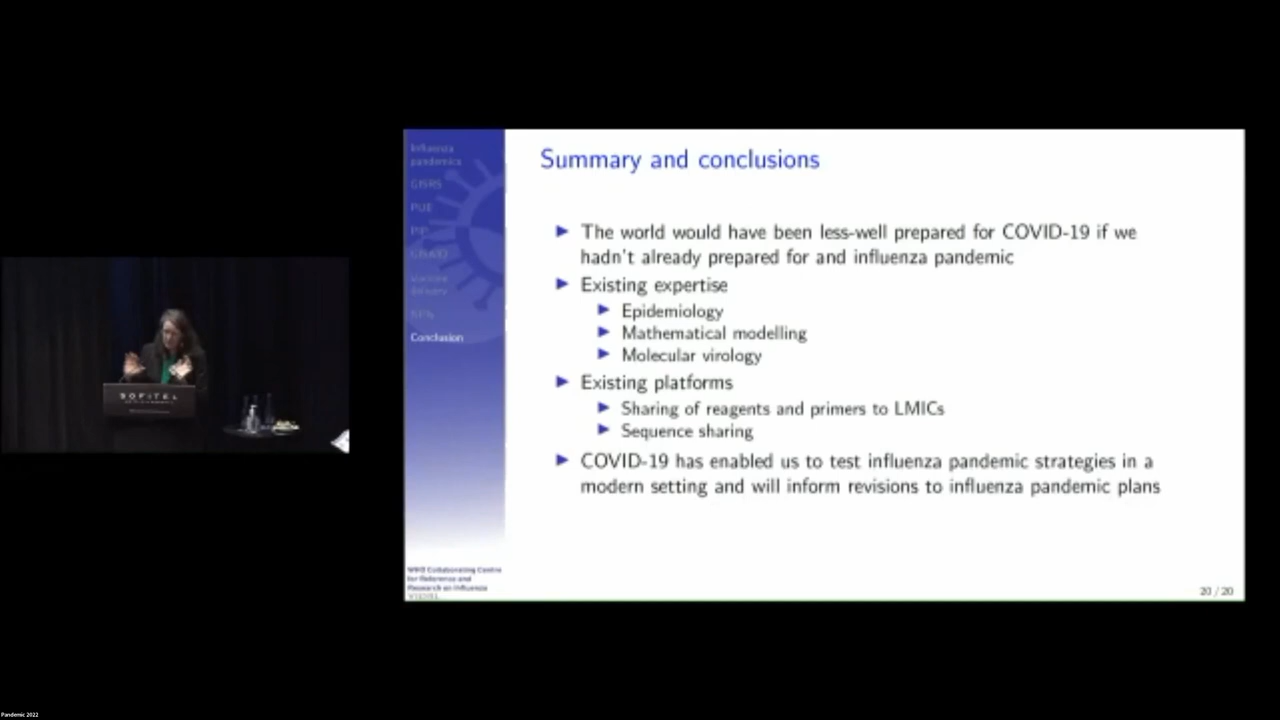 SOFITEL
Influenza
pandemics
GISRS
PUE
PIP
GISAID
Vaccine
delivery
NPIs
Conclusion
WHO Collaborating Centre
for Reference and
Research on Influenza
VIDRL
Summary and conclusions
The world would have been less-well prepared for COVID-19 if we
hadn't already prepared for and influenza pandemic
Existing expertise
Epidemiology
Mathematical modelling
Molecular virology
Existing platforms
Sharing of reagents and primers to LMICs
Sequence sharing
COVID-19 has enabled us to test influenza pandemic strategies in a
modern setting and will inform revisions to influenza pandemic plans
20 / 20
Pandemic 2022